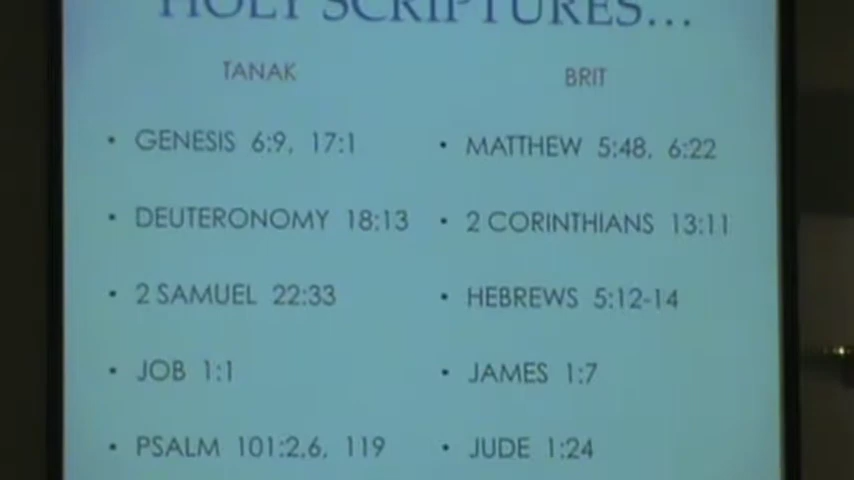 HOLY SCRIPTURES...
TANAK
• GENESIS 6:9, 17:1
• DEUTERONOMY 18:13
• 2 SAMUEL 22:33
• JOB 1:1
• PSALM 101:2,6, 119
BRIT
• MATTHEW 5:48, 6:22
• 2 CORINTHIANS 13:11
• HEBREWS 5:12-14
• JAMES 1:7
• JUDE 1:24